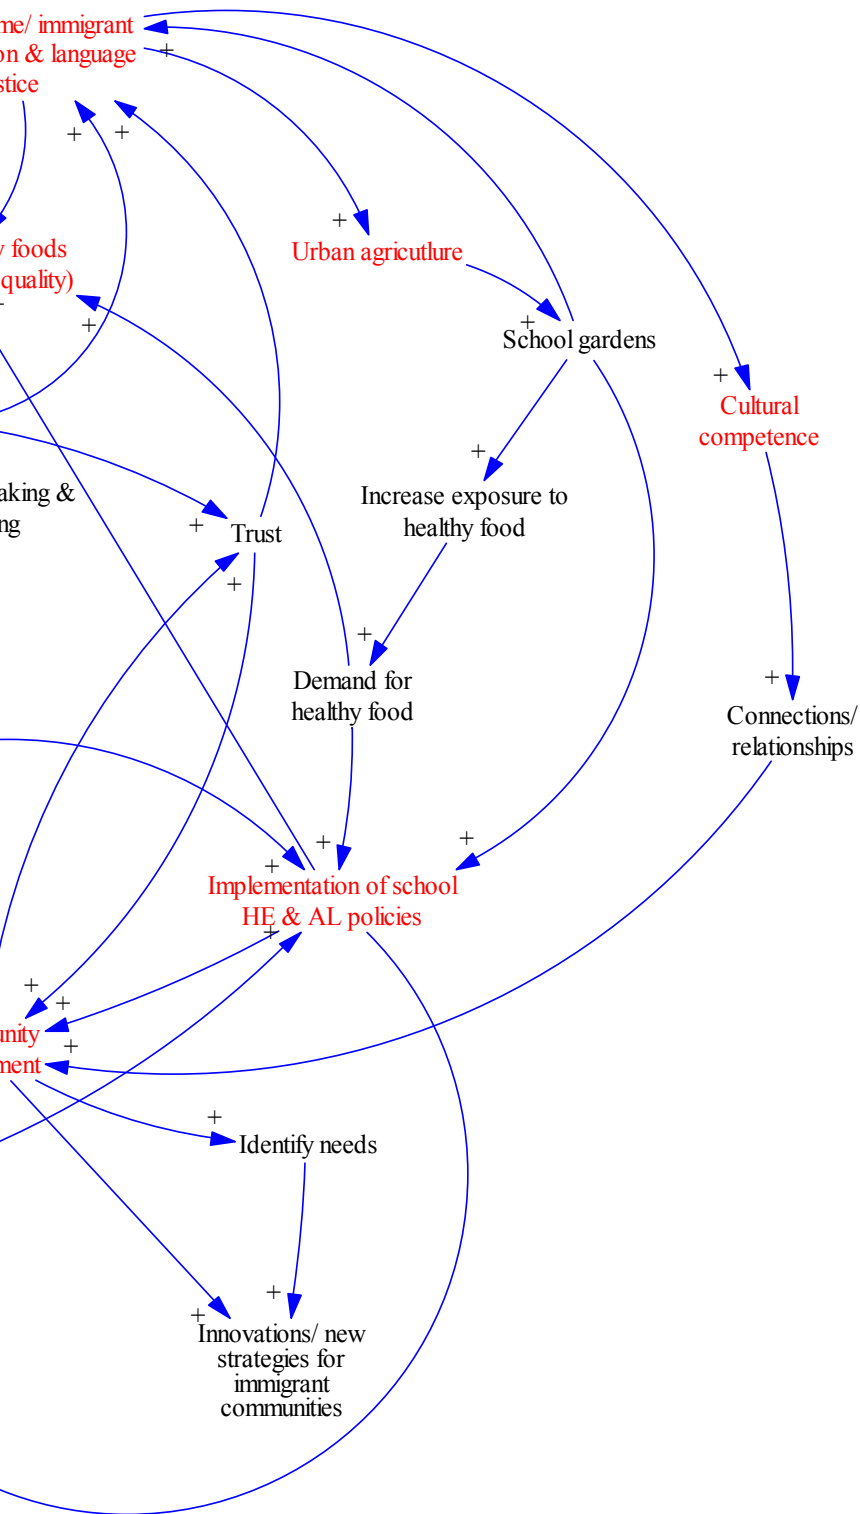 me/ immigrant
on & language
stice
+
+
+
+
Urban agricutlure
y foods
quality)
+
+
School gardens
+
Cultural
competence
+
Increase exposure to
healthy food
aking &
ng
+
Trust
+
+
Demand for
healthy food
+
Connections/
relationships
+
+
+
Implementation of school
HE & AL policies
+
+
+
unity
ment
+
+
Identify needs
+
+
Innovations/ new
strategies for
immigrant
communities